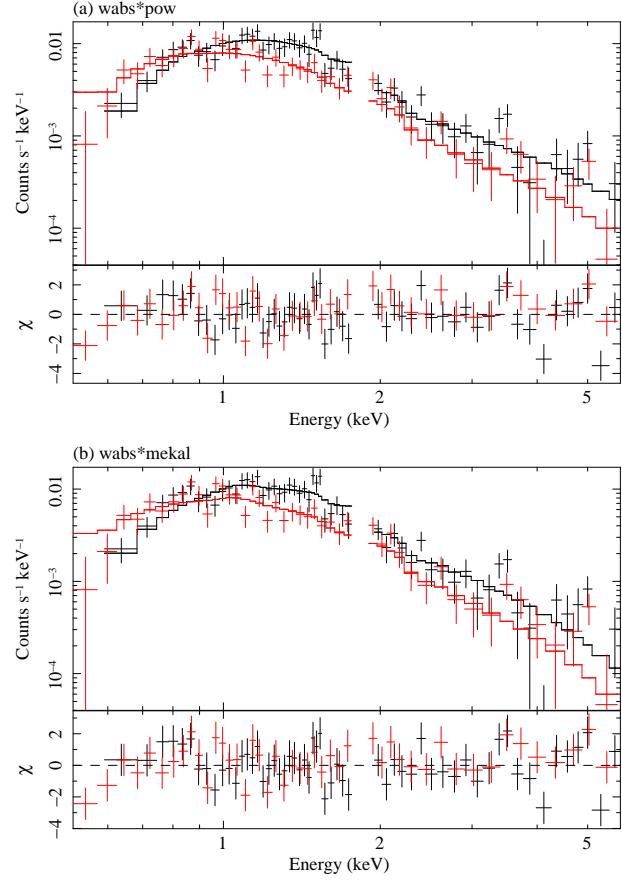 (a) wabs*pow
0.01
10⁻³
10⁻⁴
Counts s⁻¹ keV⁻¹
2
0
−2
−4
χ
1 2 5
Energy (keV)
(b) wabs*mekal
0.01
10⁻³
10⁻⁴
Counts s⁻¹ keV⁻¹
2
0
−2
−4
χ
1 2 5
Energy (keV)